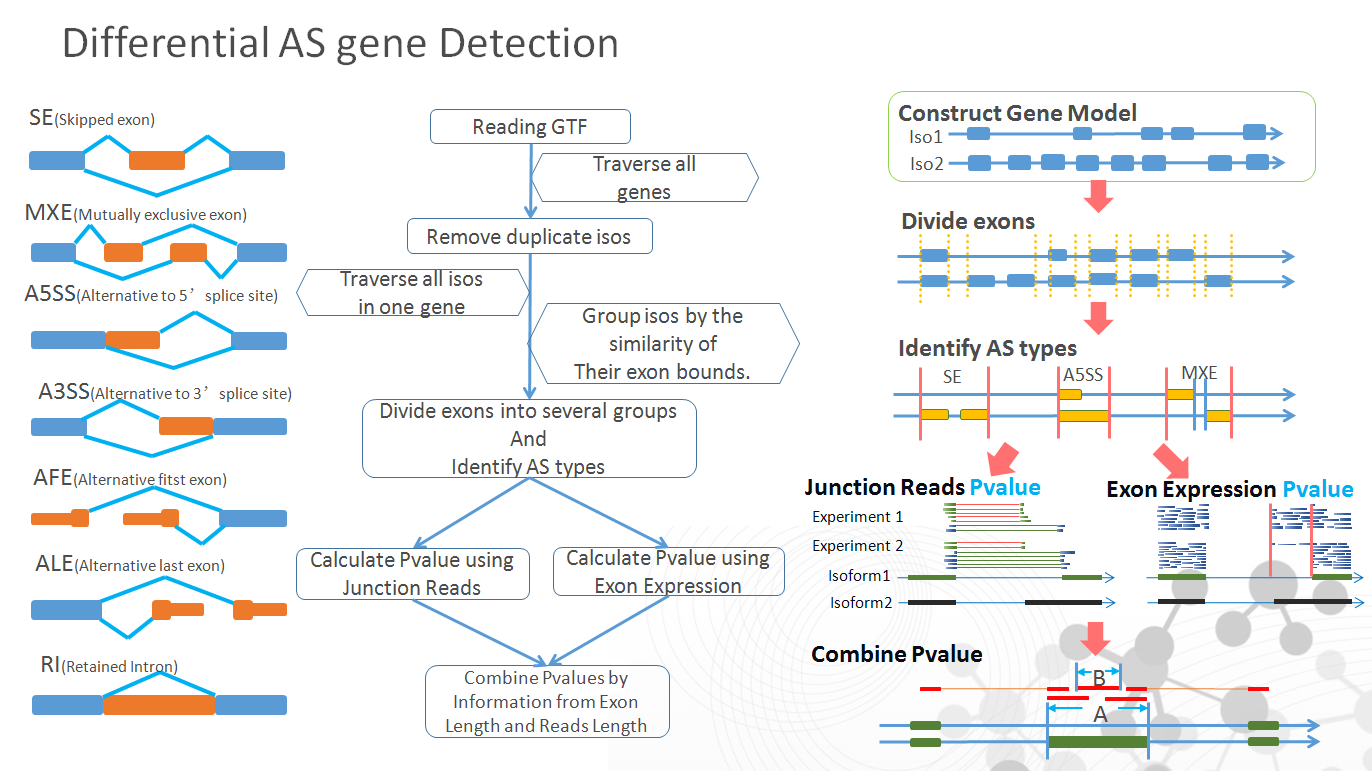 Differential AS gene Detection
SE(Skipped exon)
MXE(Mutually exclusive exon)
A5SS(Alternative to 5’ splice site)
A3SS(Alternative to 3’ splice site)
AFE(Alternative fitst exon)
ALE(Alternative last exon)
RI(Retained Intron)
Reading GTF
Traverse all
genes
Remove duplicate isos
Traverse all isos
in one gene
Group isos by the
similarity of
Their exon bounds.
Divide exons into several groups
And
Identify AS types
Calculate Pvalue using
Junction Reads
Calculate Pvalue using
Exon Expression
Combine Pvalues by
Information from Exon
Length and Reads Length
Construct Gene Model
Iso1
Iso2
Divide exons
Identify AS types
SE
A5SS
MXE
Junction Reads Pvalue
Experiment 1
Experiment 2
Isoform1
Isoform2
Exon Expression Pvalue
Combine Pvalue
B
A